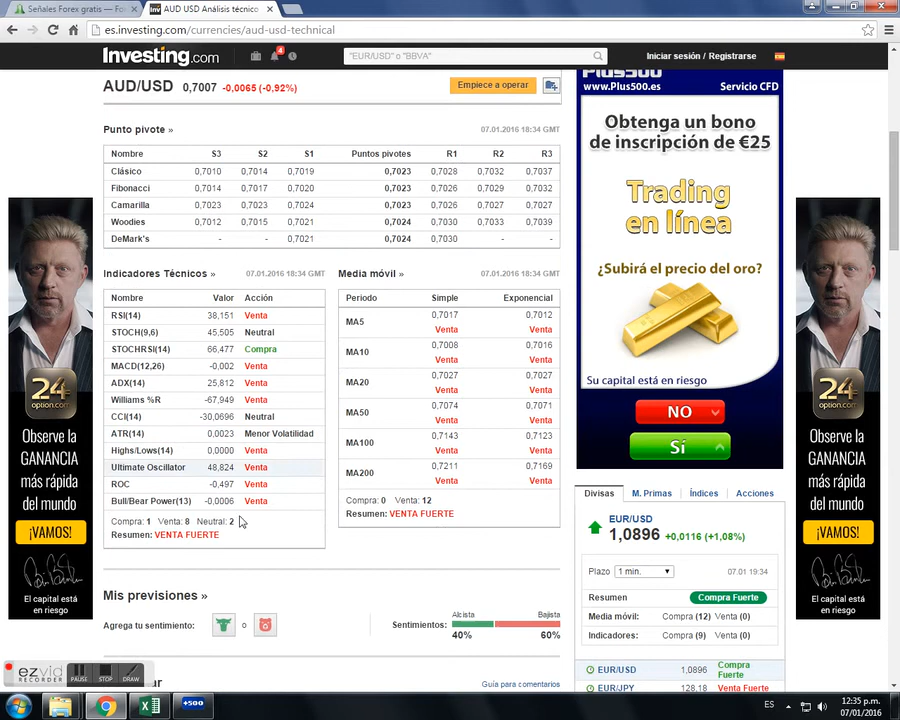 Señales Forex gratis — Fo
AUD USD Análisis técnico
es.investing.com/currencies/aud-usd-technical
Investing.com
4
"EUR/USD" o "BBVA"
Iniciar sesión / Registrarse
AUD/USD 0,7007 -0,0065 (-0,92%)
Empiece a operar
Punto pivote »
07.01.2016 18:34 GMT
Nombre S3 S2 S1 Puntos pivotes R1 R2 R3
Clásico 0,7010 0,7014 0,7019 0,7023 0,7028 0,7032 0,7037
Fibonacci 0,7014 0,7017 0,7020 0,7023 0,7026 0,7029 0,7032
Camarilla 0,7023 0,7023 0,7024 0,7023 0,7026 0,7027 0,7027
Woodies 0,7012 0,7015 0,7021 0,7024 0,7030 0,7033 0,7039
DeMark's - - 0,7021 0,7024 0,7030 - -
Indicadores Técnicos »
07.01.2016 18:34 GMT
Nombre Valor Acción
RSI(14) 38,151 Venta
STOCH(9,6) 45,505 Neutral
STOCHRSI(14) 66,477 Compra
MACD(12,26) -0,002 Venta
ADX(14) 25,812 Venta
Williams %R -67,949 Venta
CCI(14) -30,0696 Neutral
ATR(14) 0,0023 Menor Volatilidad
Highs/Lows(14) 0,0000 Venta
Ultimate Oscillator 48,824 Venta
ROC -0,497 Venta
Bull/Bear Power(13) -0,0006 Venta
Compra: 1 Venta: 8 Neutral: 2
Resumen: VENTA FUERTE
Media móvil »
07.01.2016 18:34 GMT
Periodo Simple Exponencial
MA5 0,7017 0,7012
Venta Venta
MA10 0,7008 0,7016
Venta Venta
MA20 0,7027 0,7027
Venta Venta
MA50 0,7074 0,7071
Venta Venta
MA100 0,7143 0,7123
Venta Venta
MA200 0,7211 0,7169
Venta Venta
Compra: 0 Venta: 12
Resumen: VENTA FUERTE
Mis previsiones »
Agrega tu sentimiento:
o
Alcista Bajista
Sentimientos:
40% 60%
Guía para comentarios
Plus500
www.Plus500.es Servicio CFD
Obtenga un bono
de inscripción de €25
Trading
en línea
¿Subirá el precio del oro?
Su capital está en riesgo
NO
SÍ
Divisas M. Primas Índices Acciones
EUR/USD
1,0896 +0,0116 (+1,08%)
Plazo 1 min. 07.01 19:34
Resumen Compra Fuerte
Media móvil: Compra (12) Venta (0)
Indicadores: Compra (9) Venta (0)
EUR/USD 1,0896 Compra
Fuerte
EUR/JPY 128,18 Venta Fuerte
24
option.com
Observe la
GANANCIA
más rápida
del mundo
¡VAMOS!
El capital está
en riesgo
24
option.com
Observe la
GANANCIA
más rápida
del mundo
¡VAMOS!
El capital está
en riesgo
ezvid
RECORDER
PAUSE STOP DRAW
+500
ES
12:35 p.m.
07/01/2016